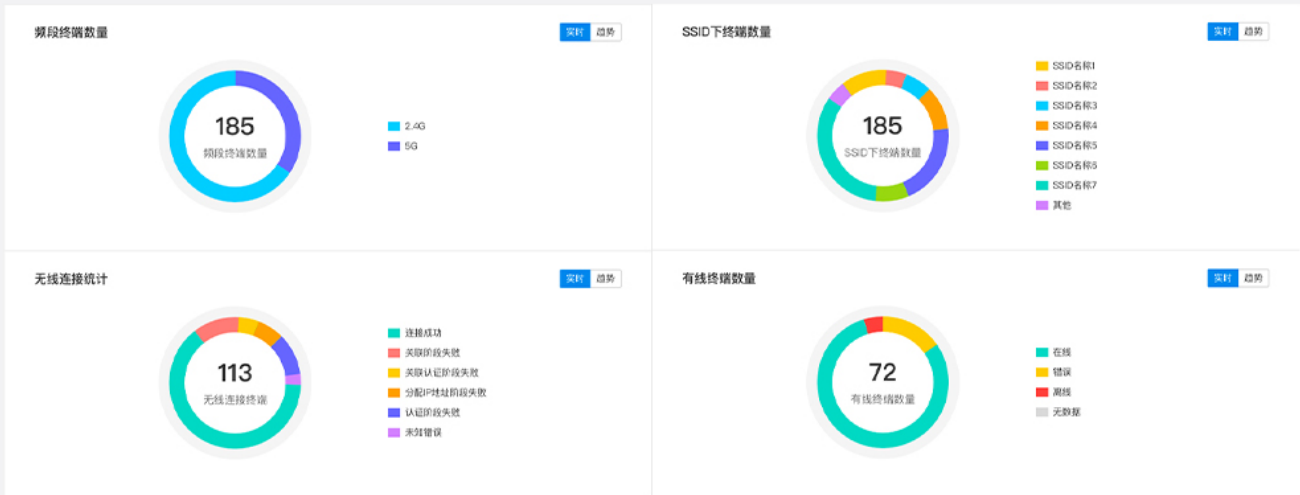 频段终端数量
实时 趋势
185
频段终端数量
2.4G
5G
SSID下终端数量
实时 趋势
185
SSID下终端数量
SSID名称1
SSID名称2
SSID名称3
SSID名称4
SSID名称5
SSID名称6
SSID名称7
其他
无线连接统计
实时 趋势
113
无线连接终端
连接成功
关联阶段失败
关联认证阶段失败
分配IP地址阶段失败
认证阶段失败
未知错误
有线终端数量
实时 趋势
72
有线终端数量
在线
错误
离线
无数据